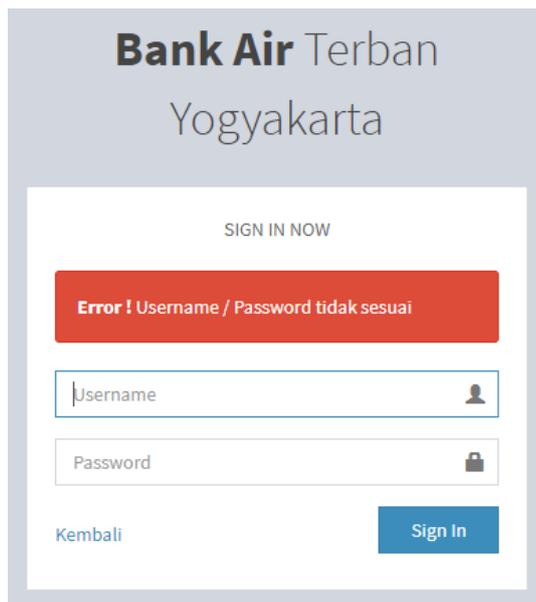 Bank Air Terban
Yogyakarta
SIGN IN NOW
Error ! Username / Password tidak sesuai
Username
Password
Kembali
Sign In